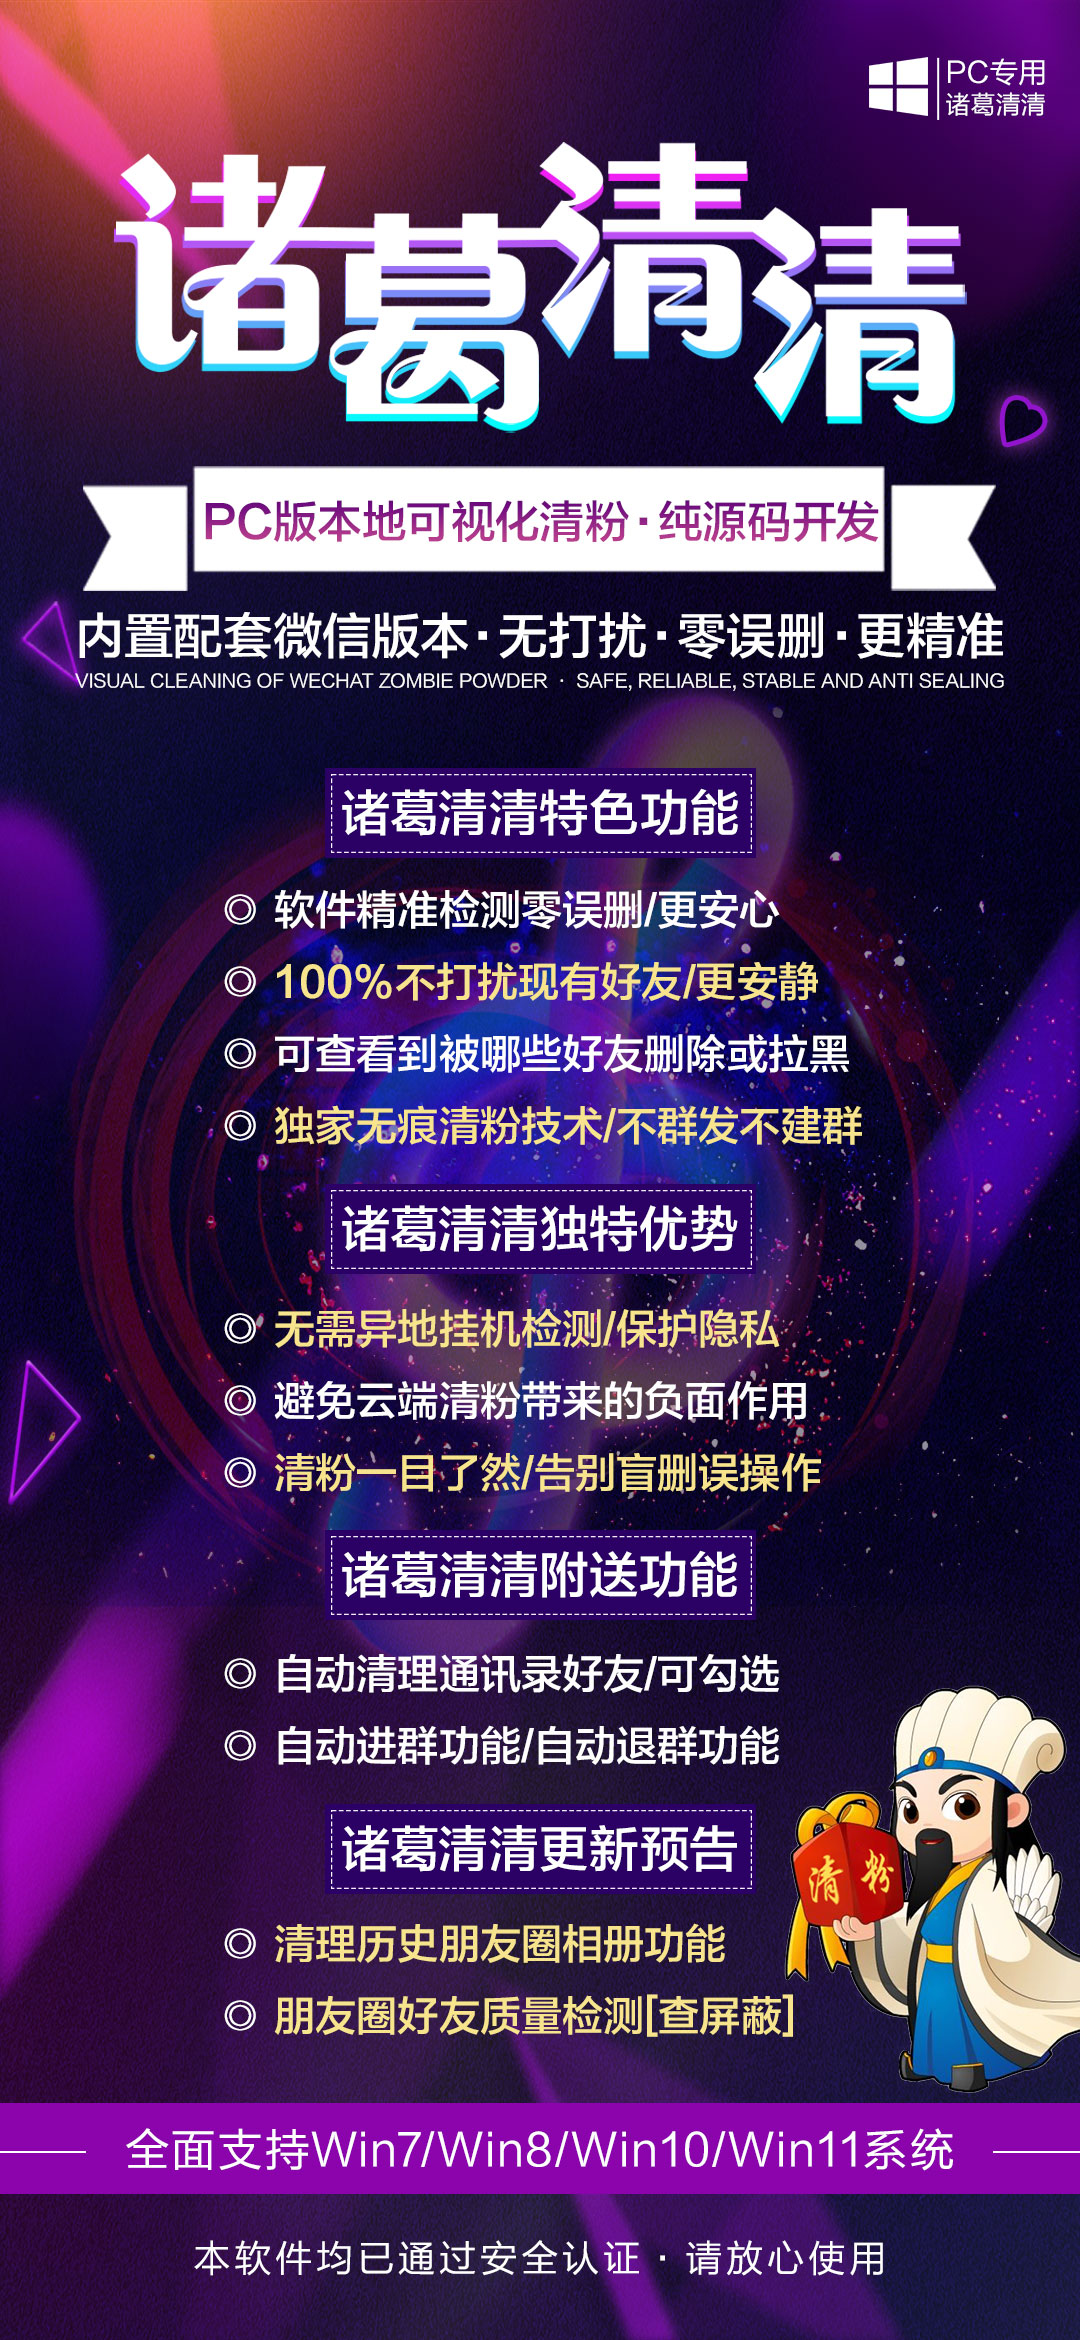 PC专用
诸葛清清
诸葛清清
PC版本地可视化清粉·纯源码开发
内置配套微信版本·无打扰·零误删·更精准
VISUAL CLEANING OF WECHAT ZOMBIE POWDER · SAFE, RELIABLE, STABLE AND ANTI SEALING
诸葛清清特色功能
◎ 软件精准检测零误删/更安心
◎ 100%不打扰现有好友/更安静
◎ 可查看到被哪些好友删除或拉黑
◎ 独家无痕清粉技术/不群发不建群
诸葛清清独特优势
◎ 无需异地挂机检测/保护隐私
◎ 避免云端清粉带来的负面作用
◎ 清粉一目了然/告别盲删误操作
诸葛清清附送功能
◎ 自动清理通讯录好友/可勾选
◎ 自动进群功能/自动退群功能
诸葛清清更新预告
清粉
◎ 清理历史朋友圈相册功能
◎ 朋友圈好友质量检测[查屏蔽]
全面支持Win7/Win8/Win10/Win11系统
本软件均已通过安全认证·请放心使用